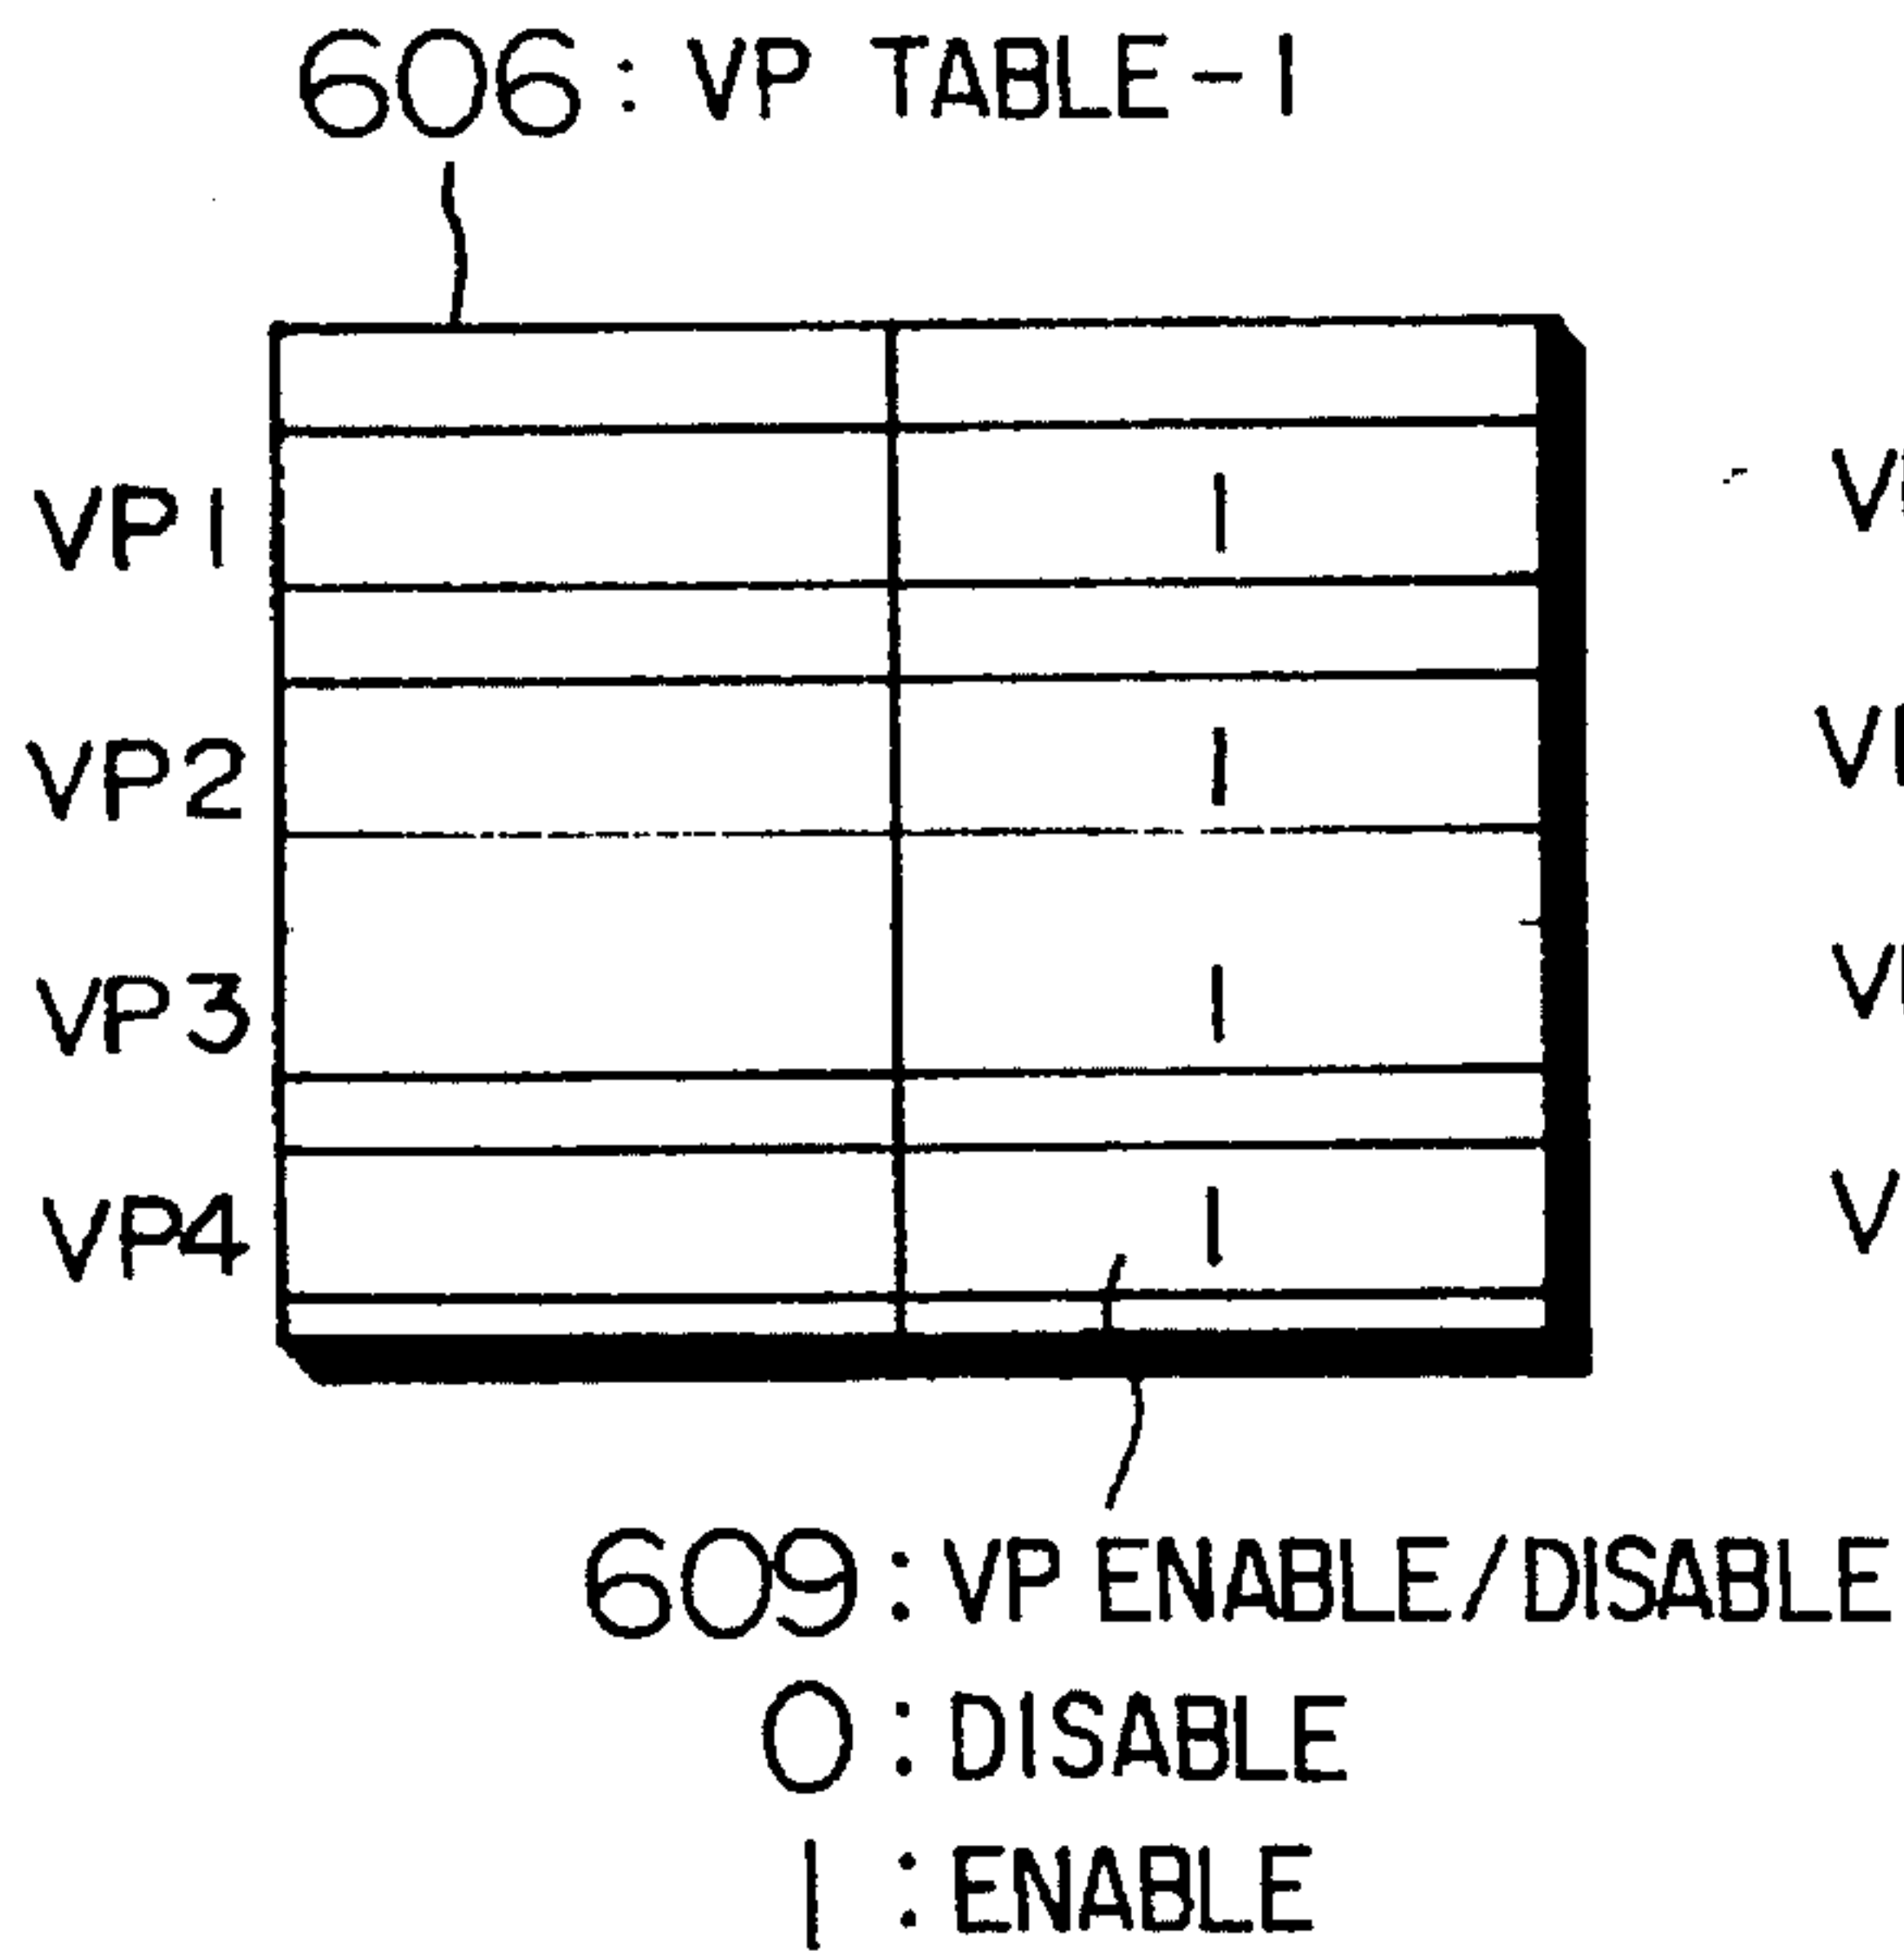 606: VP TABLE-1
VP1 1
VP2 1
VP3 1
VP4 1
609: VP ENABLE/DISABLE
0: DISABLE
1: ENABLE